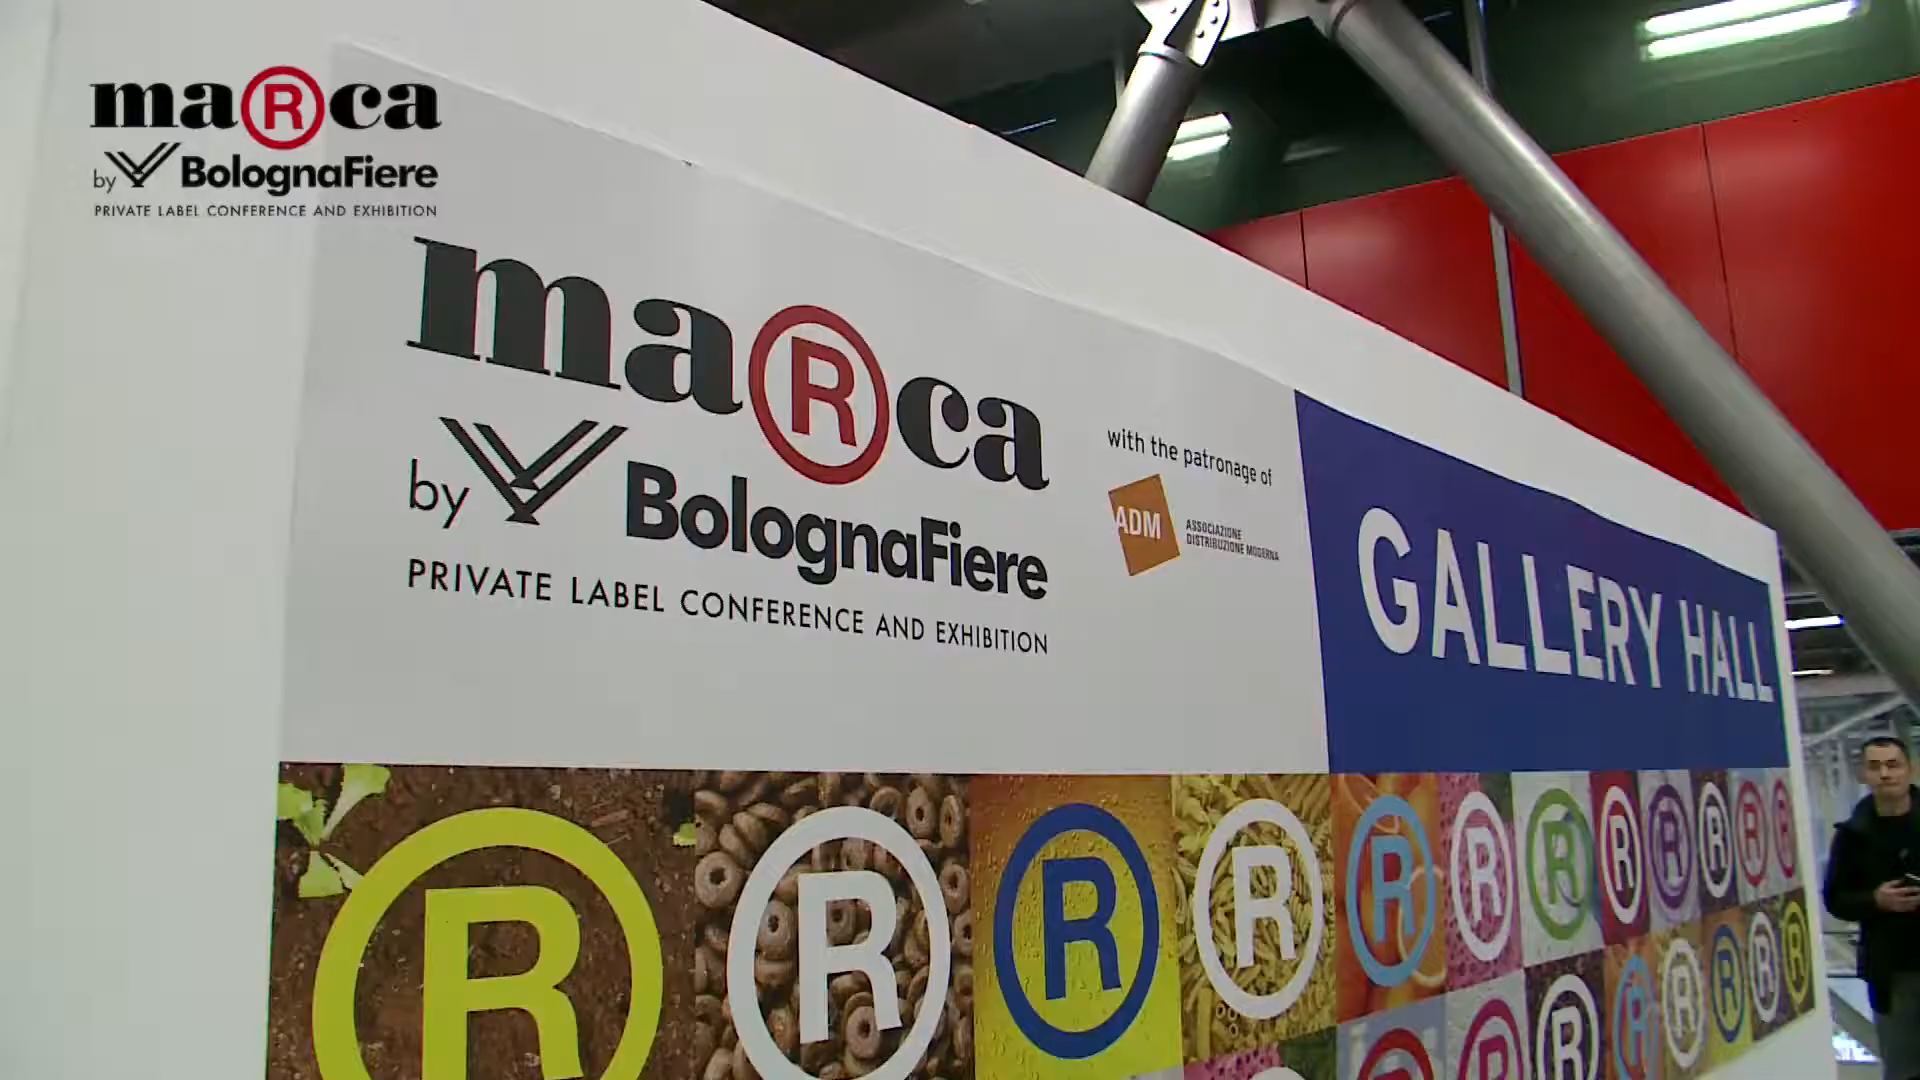 maRca
by BolognaFiere
PRIVATE LABEL CONFERENCE AND EXHIBITION
maRca
by BolognaFiere
PRIVATE LABEL CONFERENCE AND EXHIBITION
with the patronage of
ADM
ASSOCIAZIONE
DISTRIBUZIONE MODERNA
GALLERY HALL
R R R R R R R R R R R R
R R R R R R R R